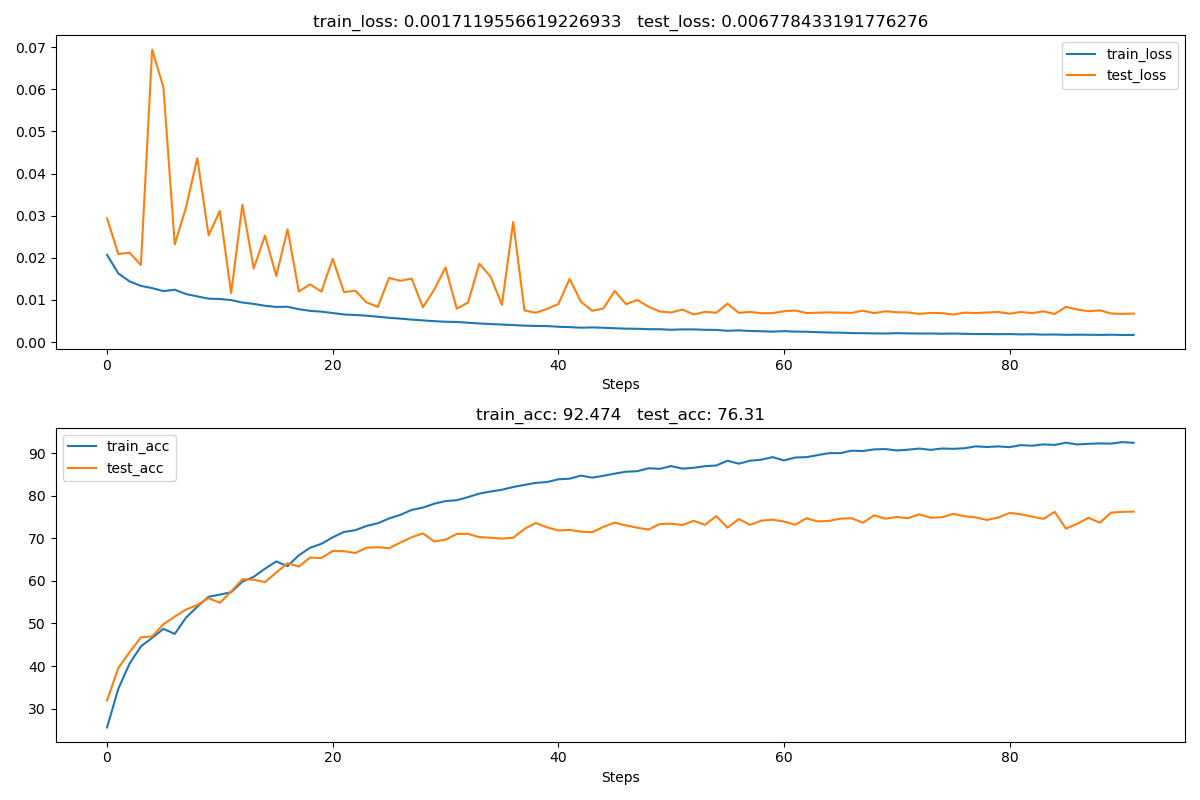 train_loss: 0.0017119556619226933   test_loss: 0.006778433191776276
0.07
0.06
0.05
0.04
0.03
0.02
0.01
0.00
train_loss
test_loss
0 20 40 60 80
Steps
train_acc: 92.474   test_acc: 76.31
90
80
70
60
50
40
30
train_acc
test_acc
0 20 40 60 80
Steps